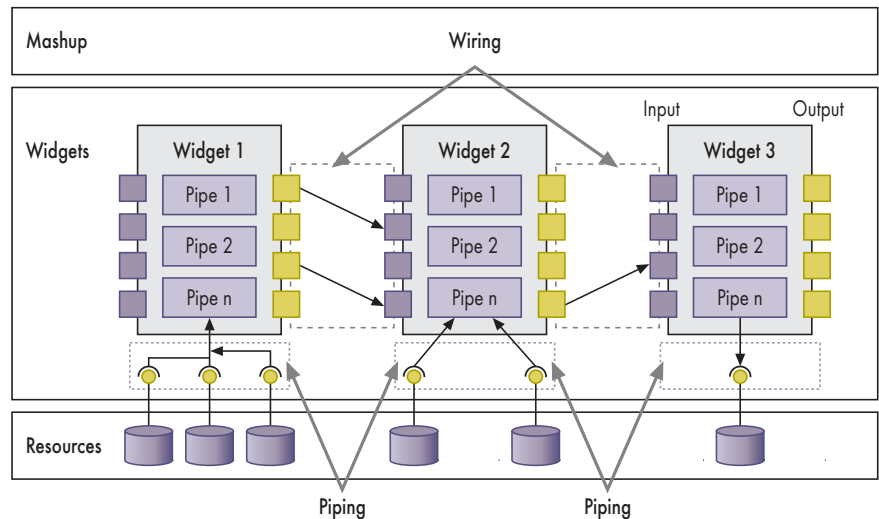 Mashup
Wiring
Widgets
Input
Output
Widget 1
Widget 2
Widget 3
Pipe 1
Pipe 1
Pipe 1
Pipe 2
Pipe 2
Pipe 2
Pipe n
Pipe n
Pipe n
Resources
Piping
Piping